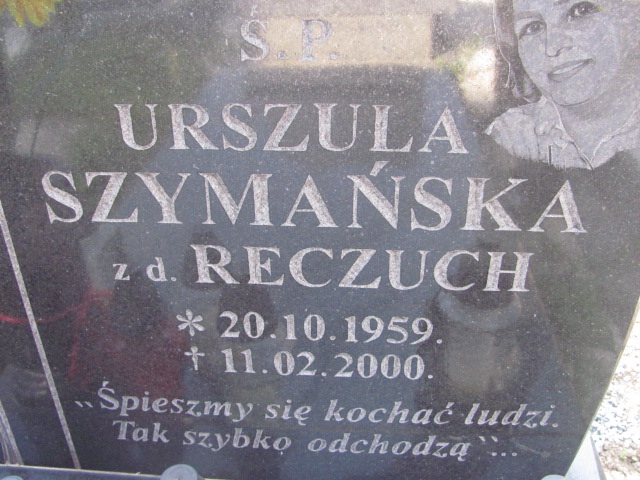 Ś.P.
URSZULA
SZYMAŃSKA
z d. RECZUCH
* 20.10.1959.
† 11.02.2000.
„Śpieszmy się kochać ludzi.
Tak szybko odchodzą”...